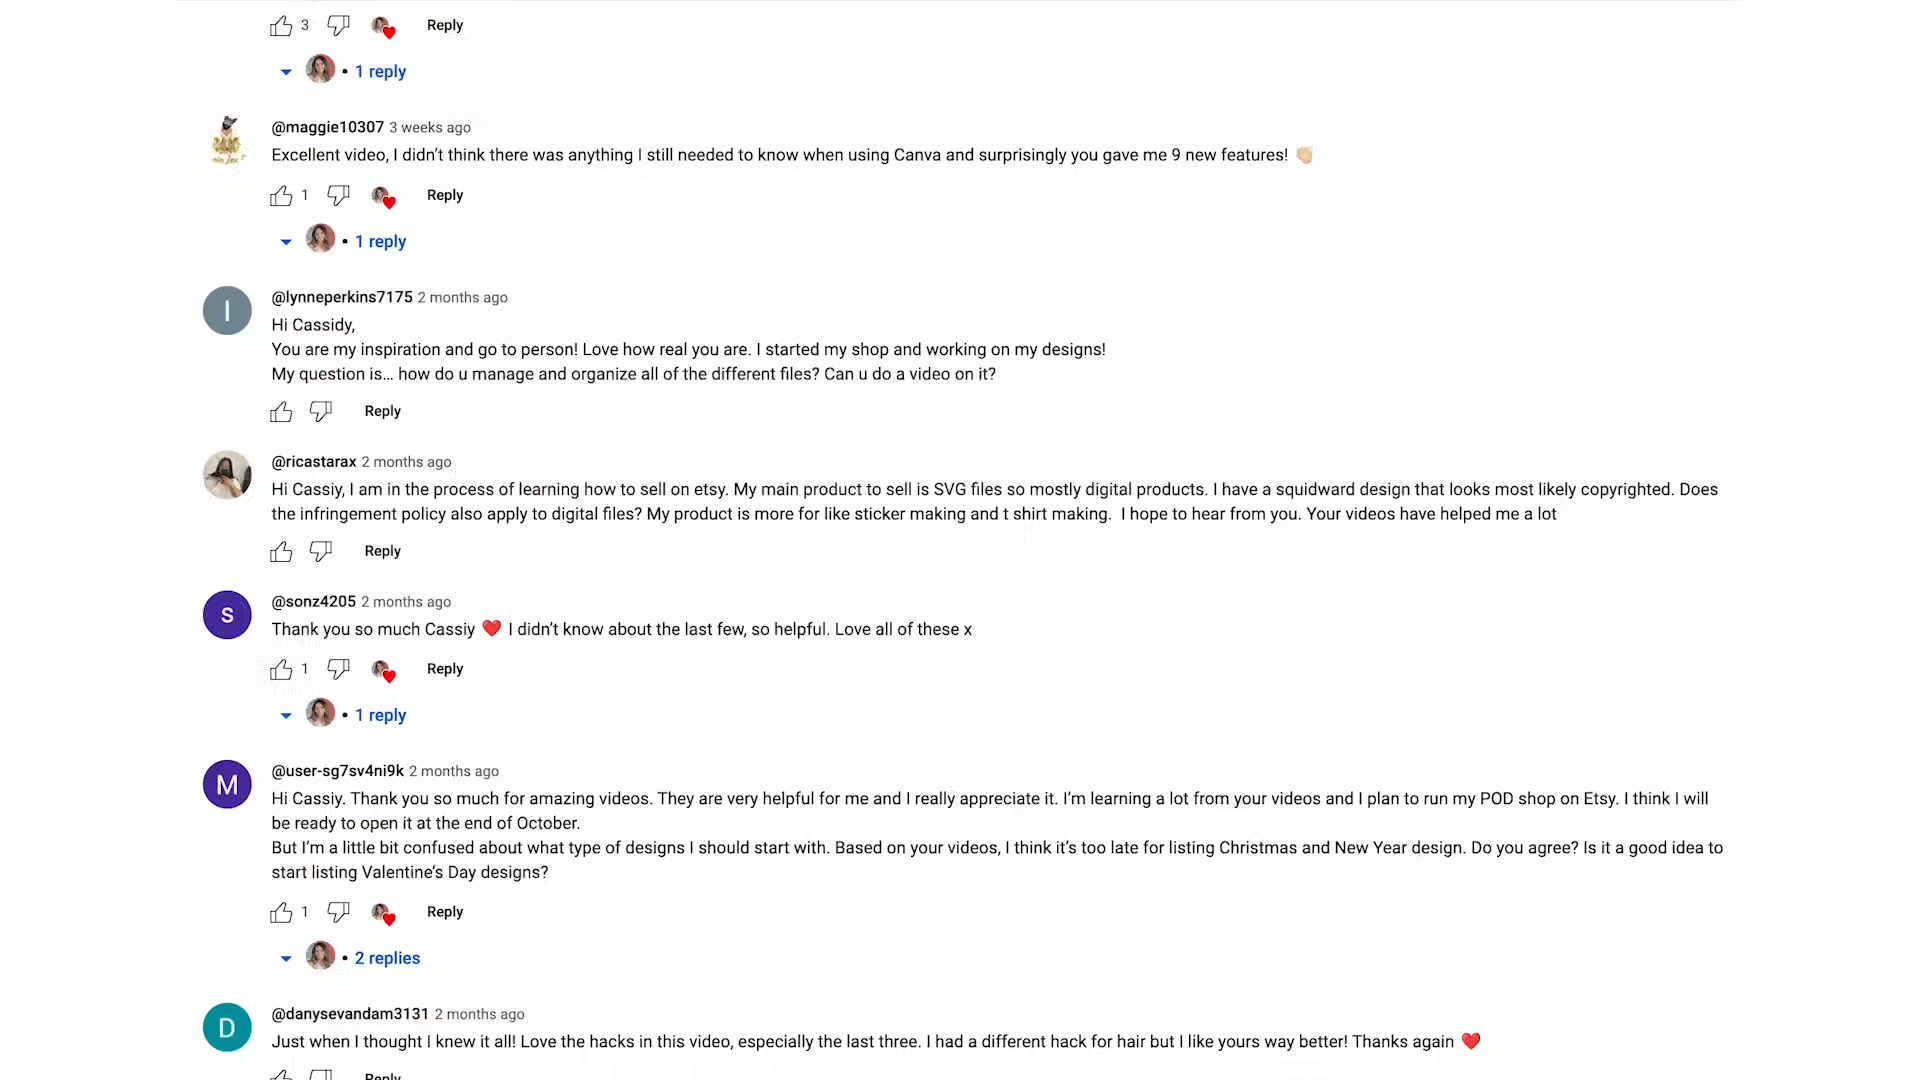 3 Reply
1 reply
@maggie10307 3 weeks ago
Excellent video, I didn’t think there was anything I still needed to know when using Canva and surprisingly you gave me 9 new features! 👏🏼
1 Reply
1 reply
I
@lynneperkins7175 2 months ago
Hi Cassidy,
You are my inspiration and go to person! Love how real you are. I started my shop and working on my designs!
My question is... how do u manage and organize all of the different files? Can u do a video on it?
Reply
@ricastarax 2 months ago
Hi Cassiy, I am in the process of learning how to sell on etsy. My main product to sell is SVG files so mostly digital products. I have a squidward design that looks most likely copyrighted. Does
the infringement policy also apply to digital files? My product is more for like sticker making and t shirt making. I hope to hear from you. Your videos have helped me a lot
Reply
S
@sonz4205 2 months ago
Thank you so much Cassiy ❤️ I didn’t know about the last few, so helpful. Love all of these x
1 Reply
1 reply
M
@user-sg7sv4ni9k 2 months ago
Hi Cassiy. Thank you so much for amazing videos. They are very helpful for me and I really appreciate it. I’m learning a lot from your videos and I plan to run my POD shop on Etsy. I think I will
be ready to open it at the end of October.
But I’m a little bit confused about what type of designs I should start with. Based on your videos, I think it’s too late for listing Christmas and New Year design. Do you agree? Is it a good idea to
start listing Valentine’s Day designs?
1 Reply
2 replies
D
@danysevandam3131 2 months ago
Just when I thought I knew it all! Love the hacks in this video, especially the last three. I had a different hack for hair but I like yours way better! Thanks again ❤️
Reply